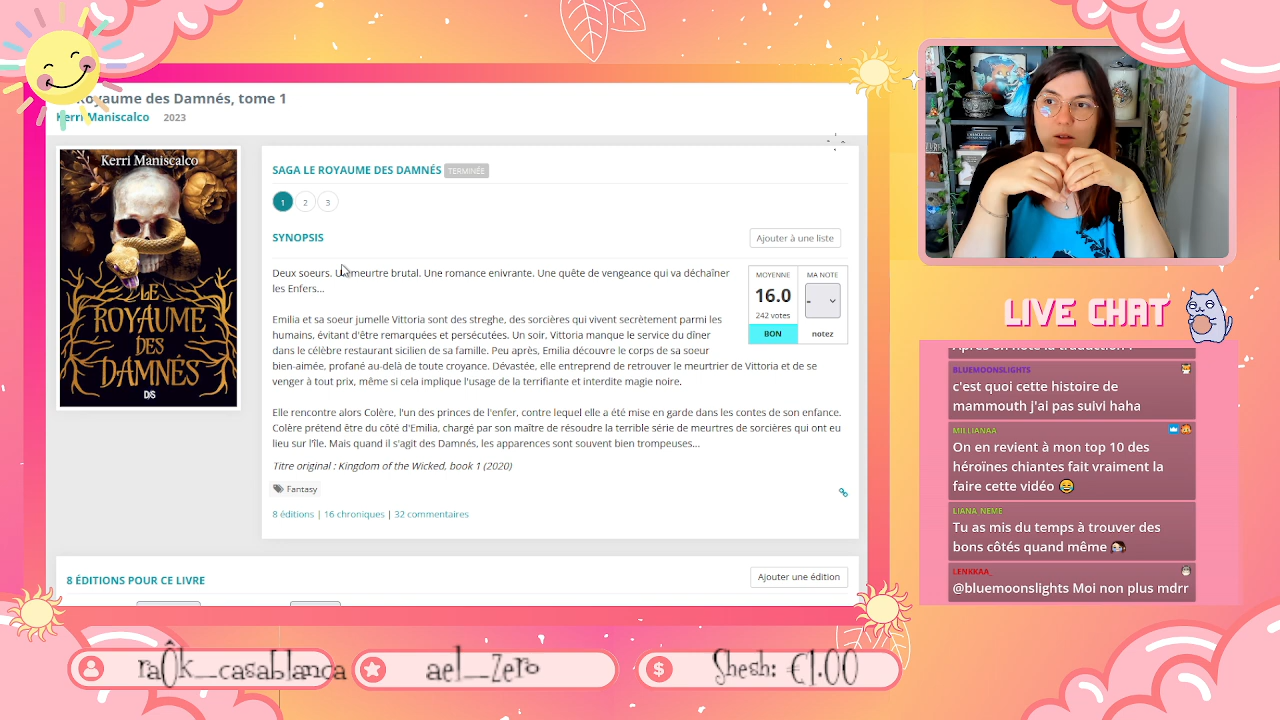 Royaume des Damnés, tome 1
Kerri Maniscalco 2023
Kerri Maniscalco
LE
ROYAUME
DES
DAMNÉS
SAGA LE ROYAUME DES DAMNÉS TERMINÉE
1 2 3
SYNOPSIS
Ajouter à une liste
Deux soeurs. Un meurtre brutal. Une romance enivrante. Une quête de vengeance qui va déchaîner
les Enfers...
Emilia et sa soeur jumelle Vittoria sont des streghe, des sorcières qui vivent secrètement parmi les
humains, évitant d'être remarquées et persécutées. Un soir, Vittoria manque le service du dîner
dans le célèbre restaurant sicilien de sa famille. Peu après, Emilia découvre le corps de sa soeur
bien-aimée, profané au-delà de toute croyance. Dévastée, elle entreprend de retrouver le meurtrier de Vittoria et de se
venger à tout prix, même si cela implique l'usage de la terrifiante et interdite magie noire.
Elle rencontre alors Colère, l'un des princes de l'enfer, contre lequel elle a été mise en garde dans les contes de son enfance.
Colère prétend être du côté d'Emilia, chargé par son maître de résoudre la terrible série de meurtres de sorcières qui ont eu
lieu sur l'île. Mais quand il s'agit des Damnés, les apparences sont souvent bien trompeuses...
Titre original : Kingdom of the Wicked, book 1 (2020)
Fantasy
8 éditions | 16 chroniques | 32 commentaires
MOYENNE
16.0
242 votes
BON
MA NOTE
-
notez
8 ÉDITIONS POUR CE LIVRE
Ajouter une édition
LIVE CHAT
BLUEMOONSLIGHTS
c'est quoi cette histoire de
mammouth j'ai pas suivi haha
MILLIANAA
On en revient à mon top 10 des
héroïnes chiantes fait vraiment la
faire cette vidéo 😂
LIANA_NEME
Tu as mis du temps à trouver des
bons côtés quand même
LENKKAA_
@bluemoonslights Moi non plus mdrr
raÔk_casablanca
ael_Zero
$
Shesh: €1.00